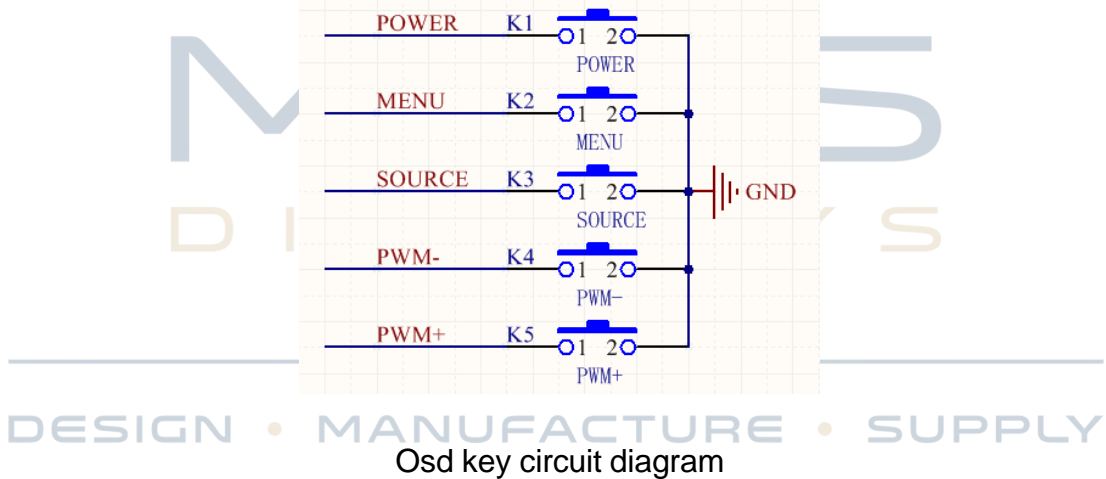 POWER K1 1 2
POWER
MENU K2 1 2
MENU
SOURCE K3 1 2 GND
SOURCE
PWM- K4 1 2
PWM-
PWM+ K5 1 2
PWM+
DESIGN • MANUFACTURE • SUPPLY
Osd key circuit diagram